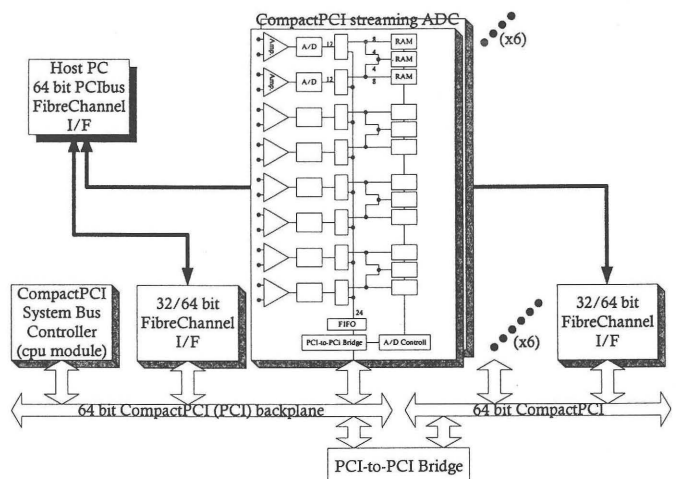 CompactPCI streaming ADC
(x6)
Amp.
A/D
12
8
RAM
4
RAM
Amp.
A/D
12
4
RAM
8
Host PC
64 bit PCIbus
FibreChannel
I/F
CompactPCI
System Bus
Controller
(cpu module)
32/64 bit
FibreChannel
I/F
24
FIFO
PCI-to-PCI Bridge
A/D Controll
(x6)
32/64 bit
FibreChannel
I/F
64 bit CompactPCI (PCI) backplane
64 bit CompactPCI
PCI-to-PCI Bridge